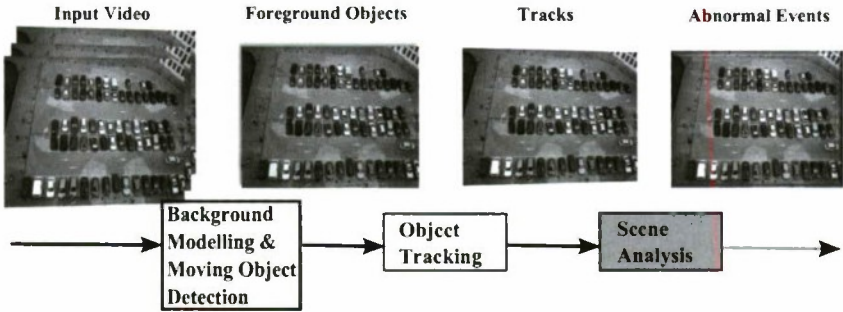 Input Video
Foreground Objects
Tracks
Abnormal Events
Background
Modelling &
Moving Object
Detection
Object
Tracking
Scene
Analysis